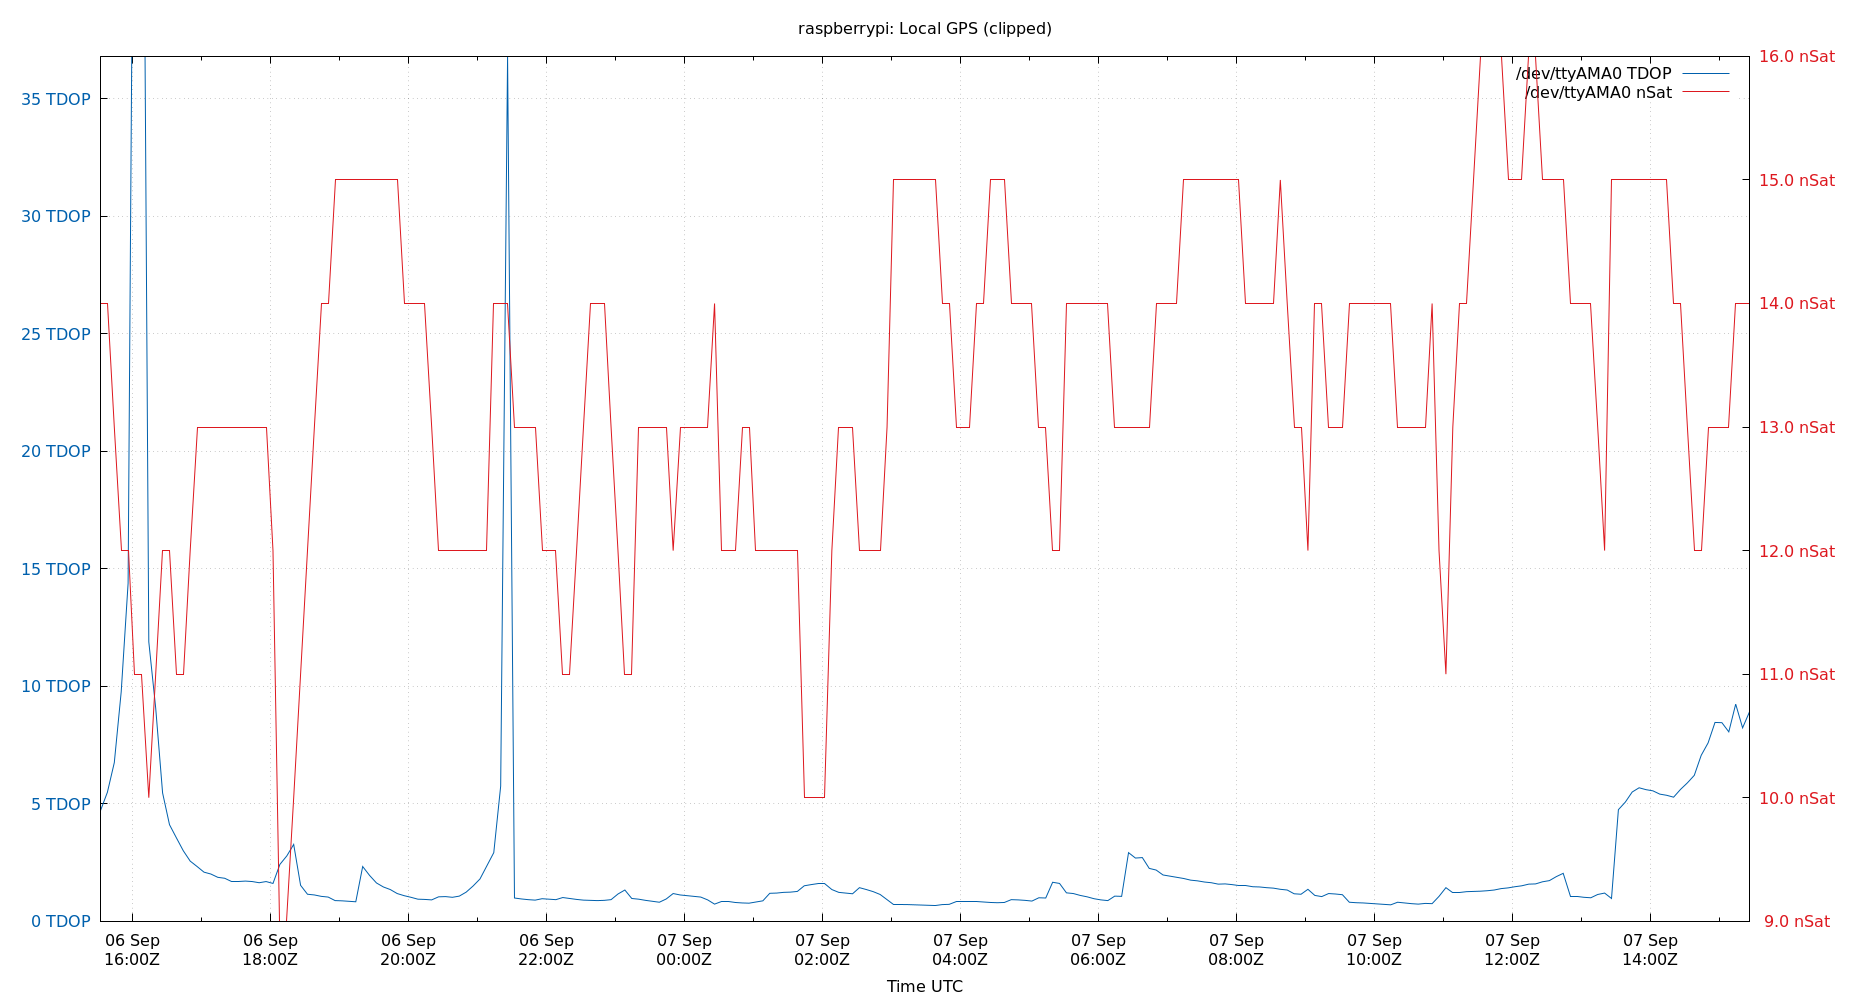 raspberrypi: Local GPS (clipped)
/dev/ttyAMA0 TDOP
/dev/ttyAMA0 nSat
35 TDOP
30 TDOP
25 TDOP
20 TDOP
15 TDOP
10 TDOP
5 TDOP
0 TDOP
16.0 nSat
15.0 nSat
14.0 nSat
13.0 nSat
12.0 nSat
11.0 nSat
10.0 nSat
9.0 nSat
06 Sep 06 Sep 06 Sep 06 Sep 07 Sep 07 Sep 07 Sep 07 Sep 07 Sep 07 Sep 07 Sep 07 Sep
16:00Z 18:00Z 20:00Z 22:00Z 00:00Z 02:00Z 04:00Z 06:00Z 08:00Z 10:00Z 12:00Z 14:00Z
Time UTC